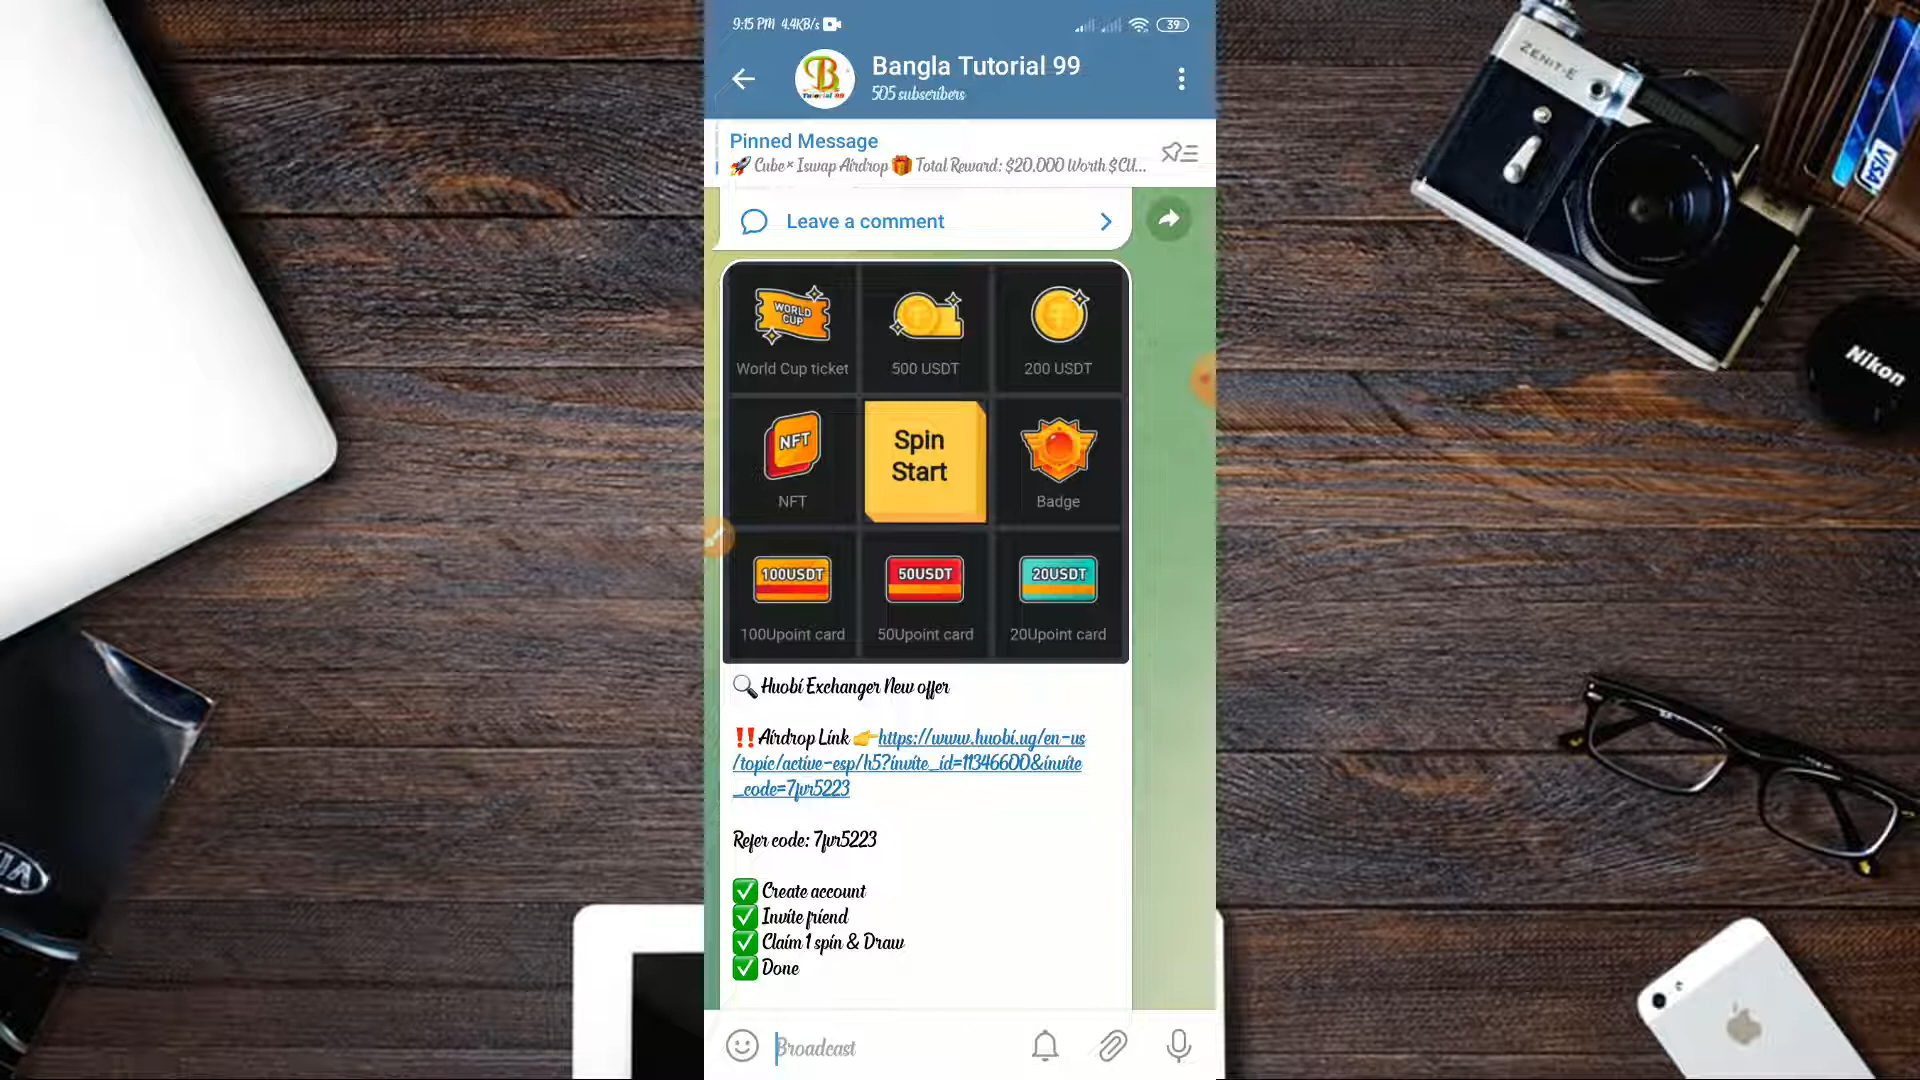 9:15 PM 4.4KB/s
39
Bangla Tutorial 99
505 subscribers
Pinned Message
🚀 Cube× Iswap Airdrop 🎁 Total Reward: $20,000 Worth $CU...
Leave a comment
WORLD CUP
World Cup ticket
500 USDT
200 USDT
NFT
NFT
Spin
Start
Badge
100USDT
50USDT
20USDT
100Upoint card
50Upoint card
20Upoint card
🔍 Huobi Exchanger New offer
‼️Airdrop Link 👉https://www.huobi.ug/en-us
/topic/active-esp/h5?invite_id=11346600&invite
_code=7jvr5223
Refer code: 7jvr5223
✅ Create account
✅ Invite friend
✅ Claim 1 spin & Draw
✅ Done
Broadcast
ZENIT-E
VISA
Nikon